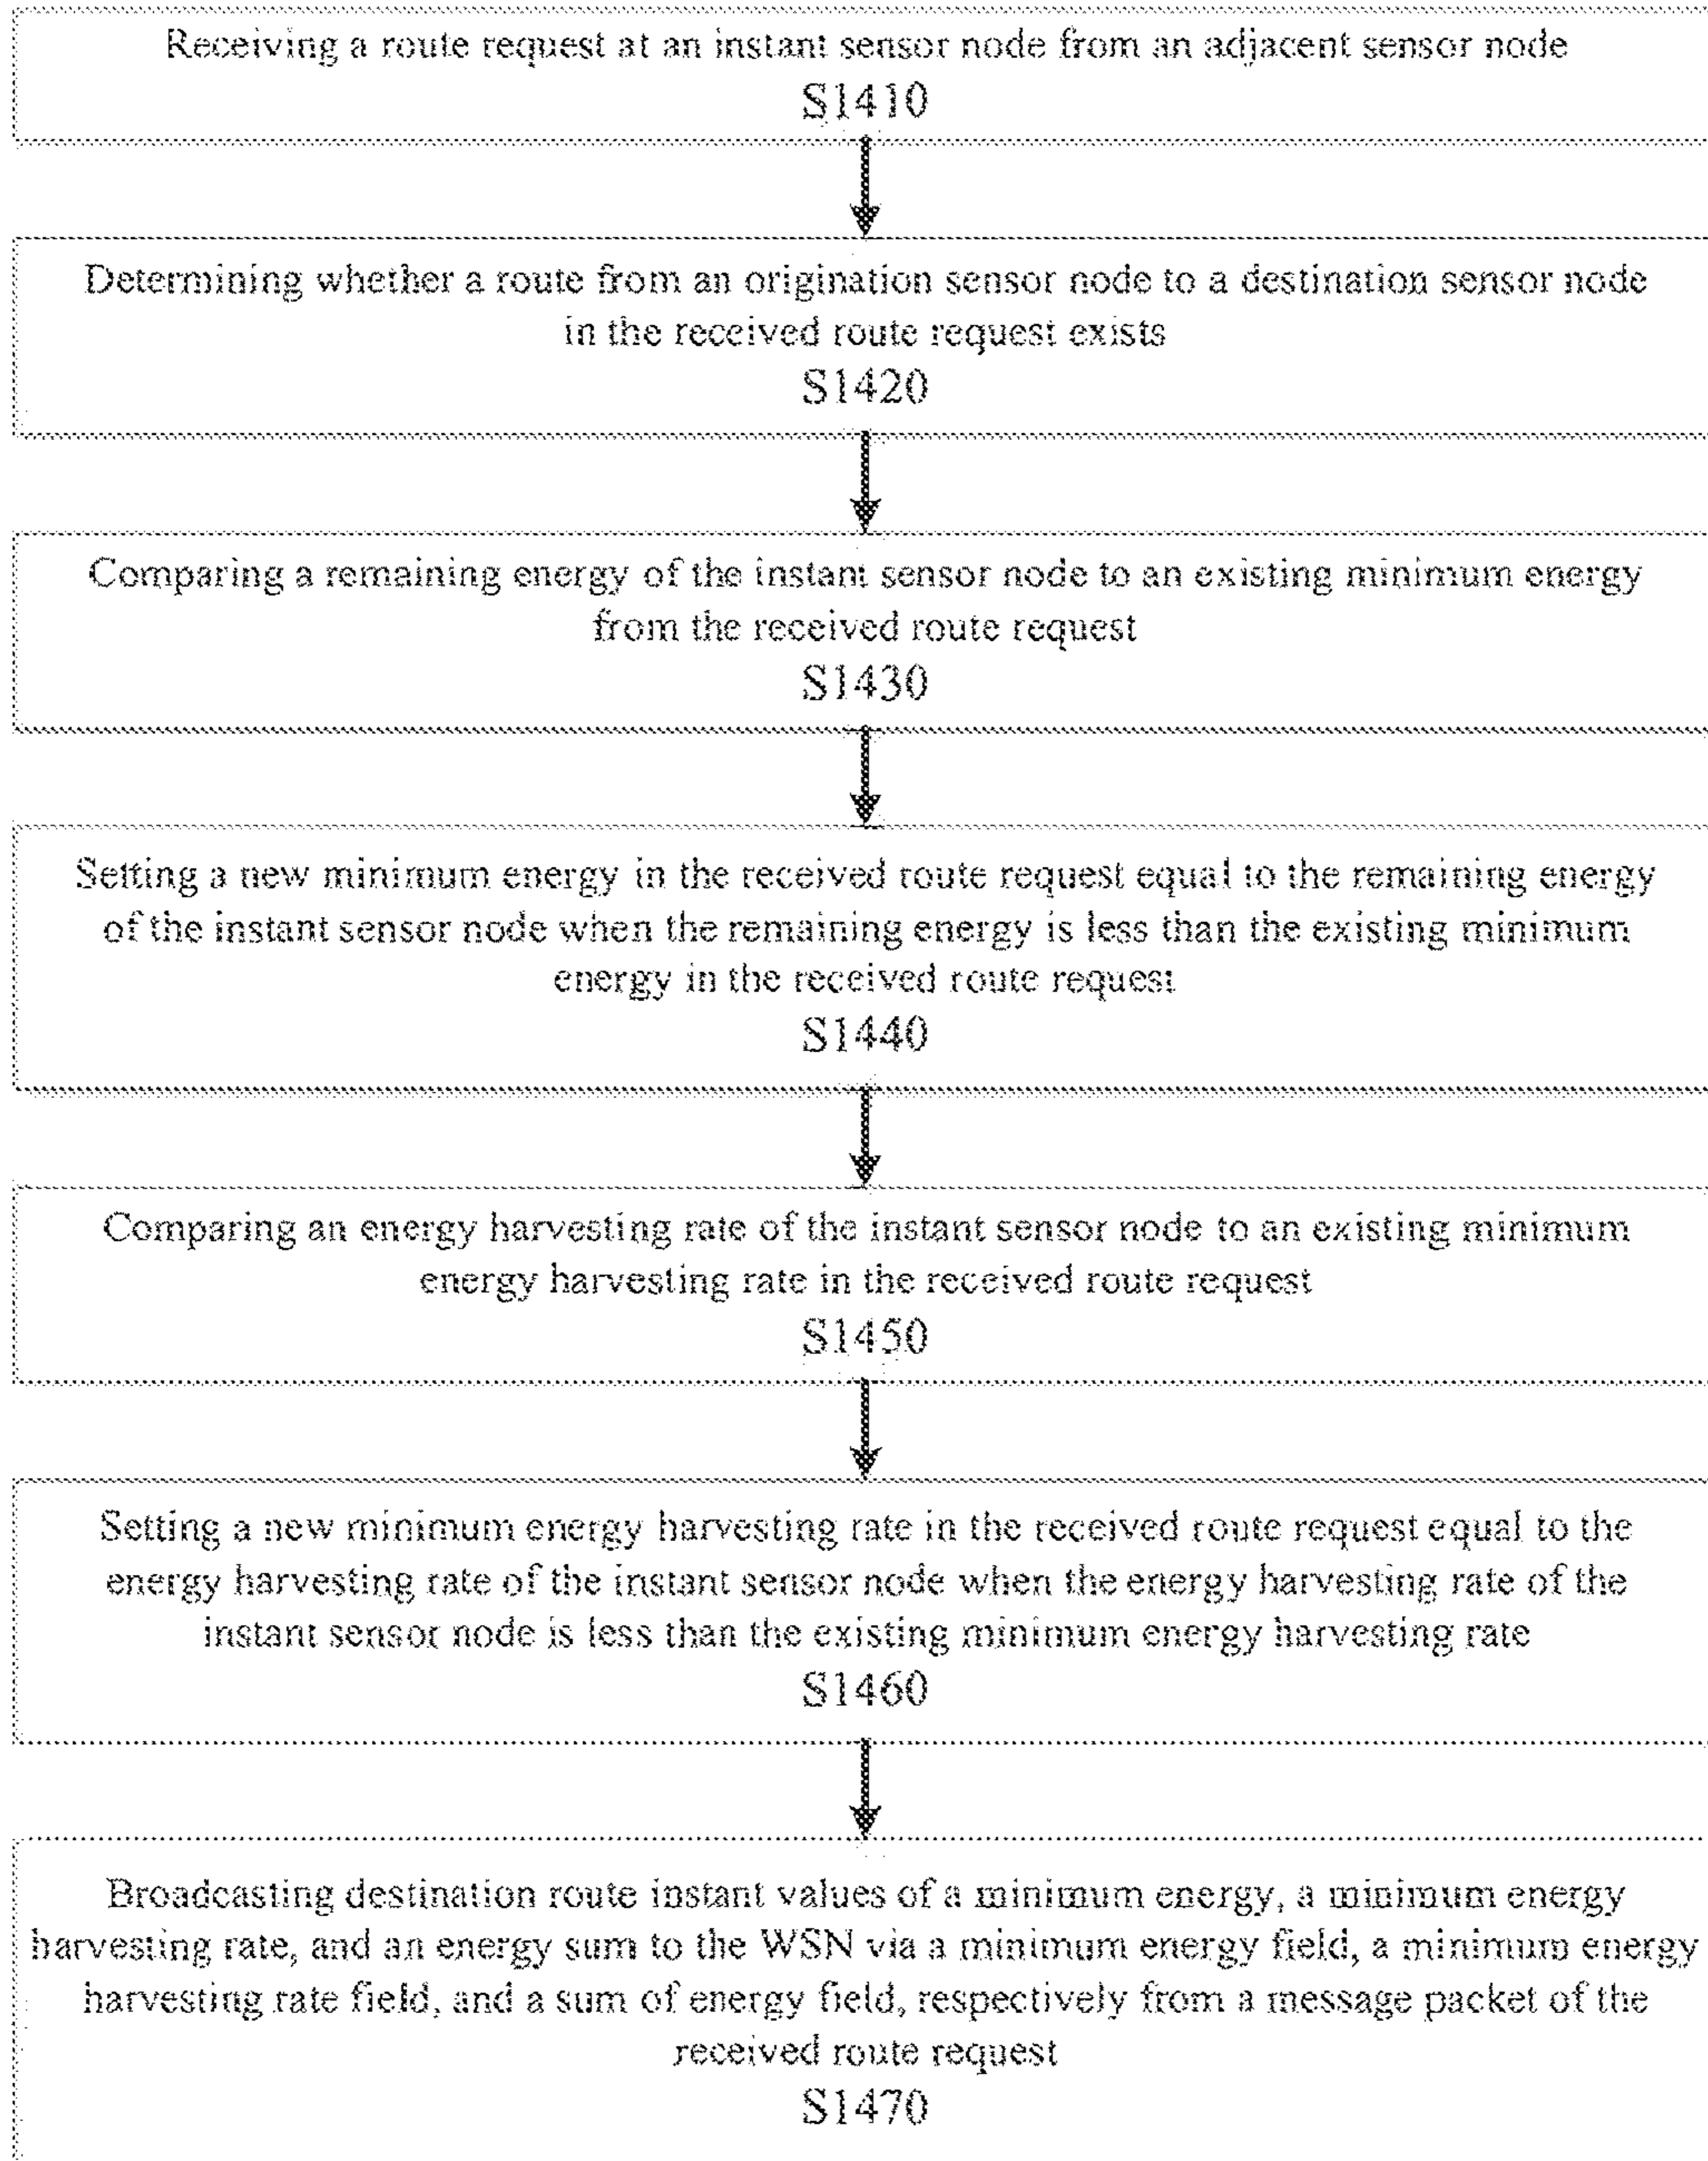 Receiving a route request at an instant sensor node from an adjacent sensor node
S1410
Determining whether a route from an origination sensor node to a destination sensor node
in the received route request exists
S1420
Comparing a remaining energy of the instant sensor node to an existing minimum energy
from the received route request
S1430
Setting a new minimum energy in the received route request equal to the remaining energy
of the instant sensor node when the remaining energy is less than the existing minimum
energy in the received route request
S1440
Comparing an energy harvesting rate of the instant sensor node to an existing minimum
energy harvesting rate in the received route request
S1450
Setting a new minimum energy harvesting rate in the received route request equal to the
energy harvesting rate of the instant sensor node when the energy harvesting rate of the
instant sensor node is less than the existing minimum energy harvesting rate
S1460
Broadcasting destination route instant values of a minimum energy, a minimum energy
harvesting rate, and an energy sum to the WSN via a minimum energy field, a minimum energy
harvesting rate field, and a sum of energy field, respectively from a message packet of the
received route request
S1470